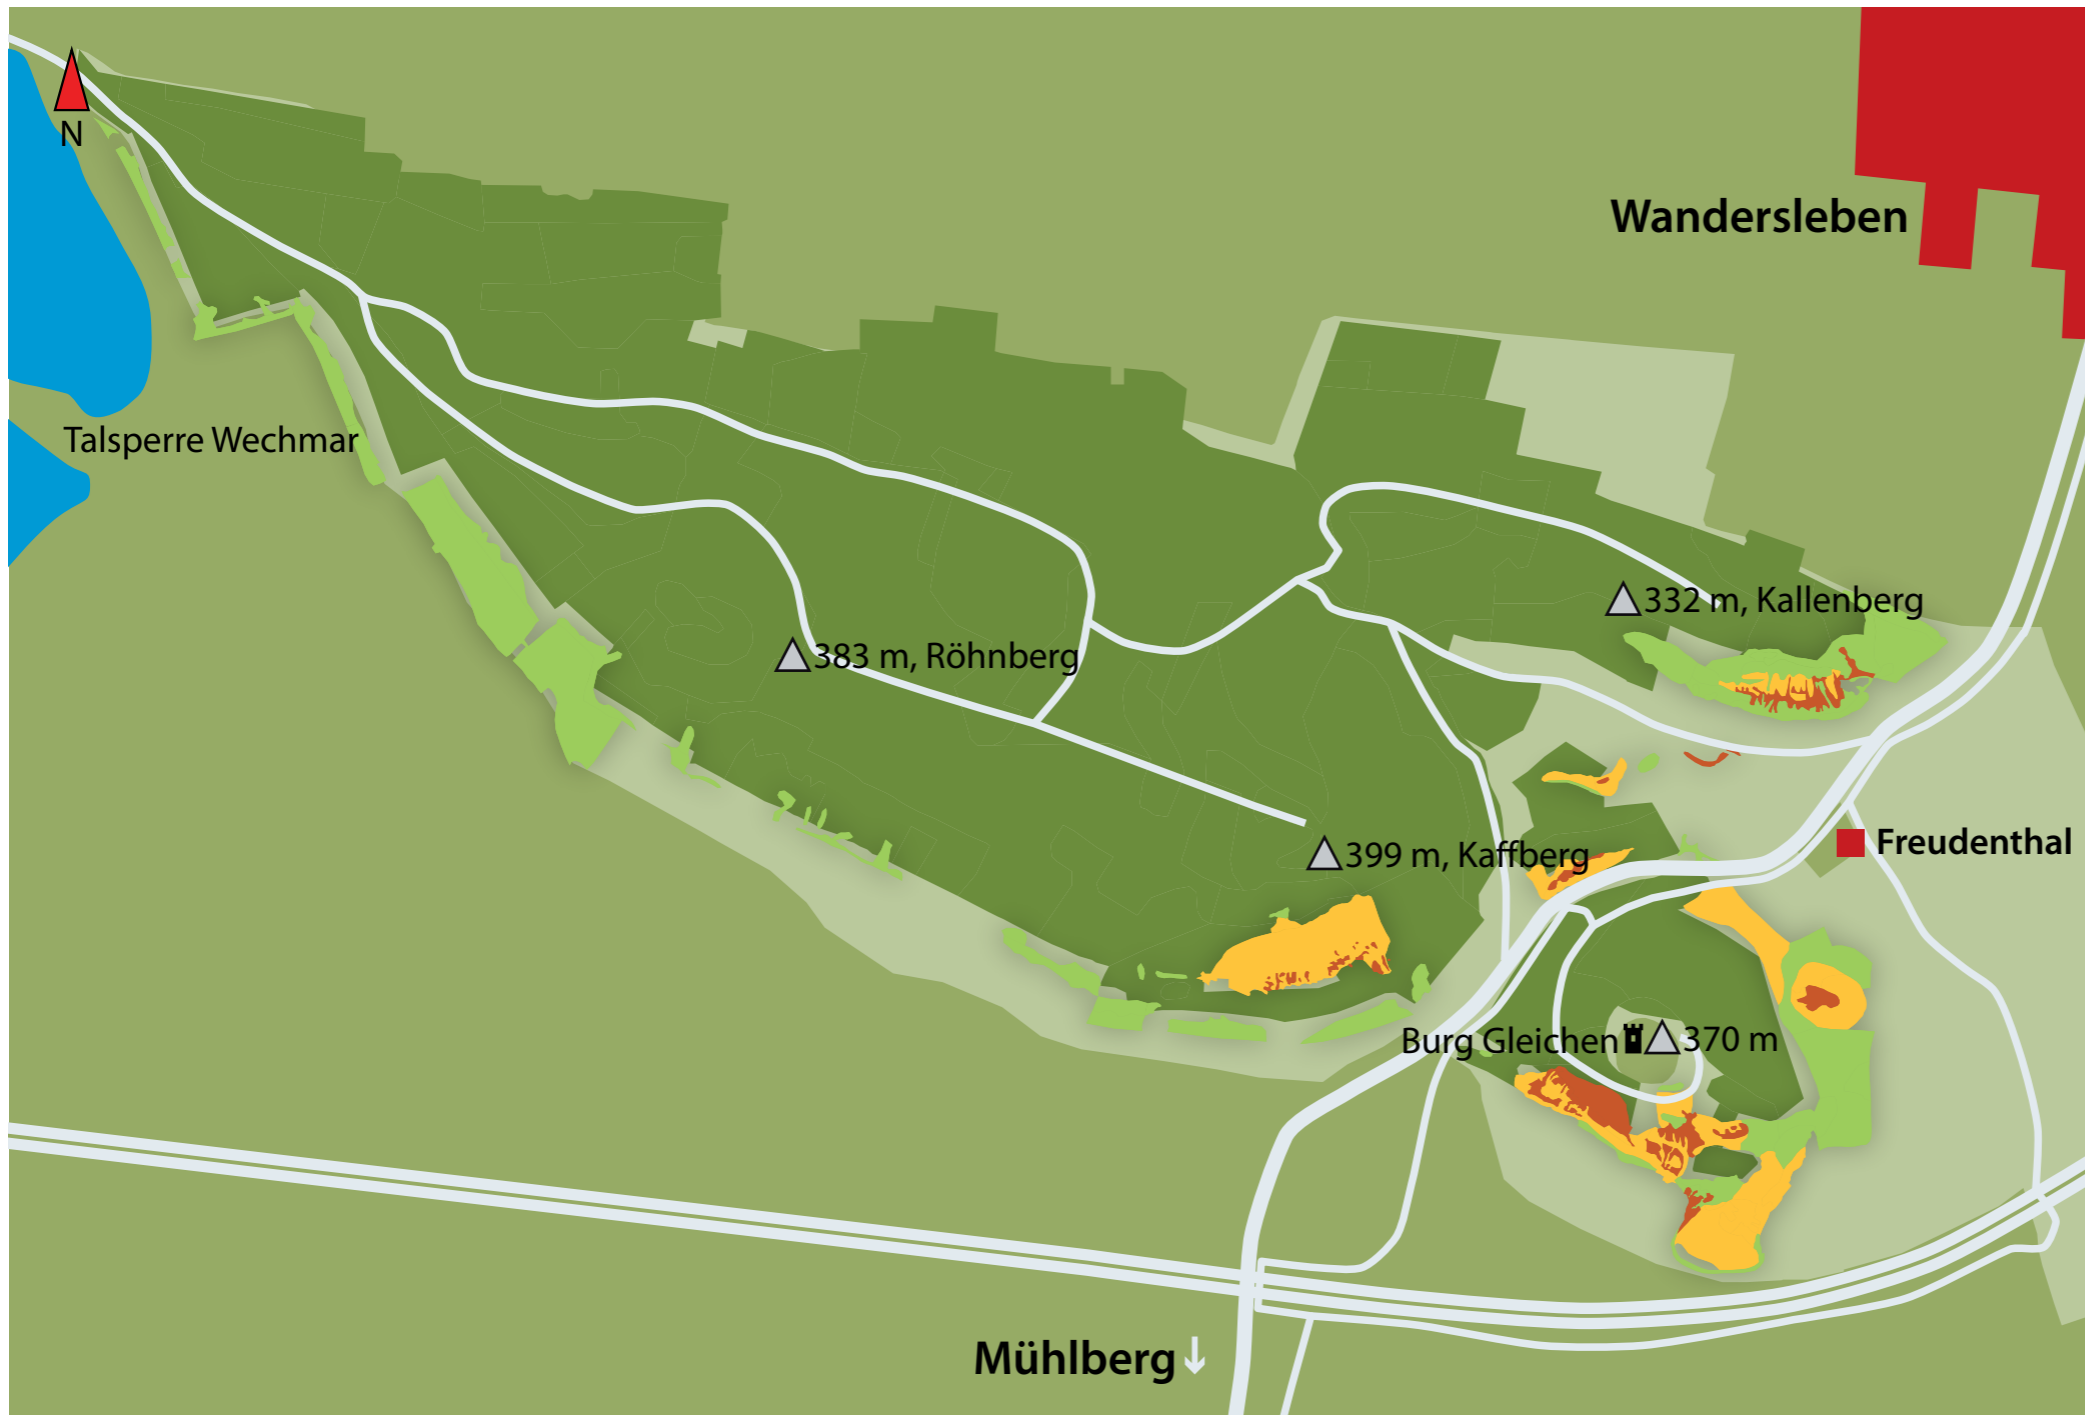 N
Wandersleben
Talsperre Wechmar
332 m, Kallenberg
383 m, Röhnberg
399 m, Kaffberg
Freudenthal
Burg Gleichen 370 m
Mühlberg